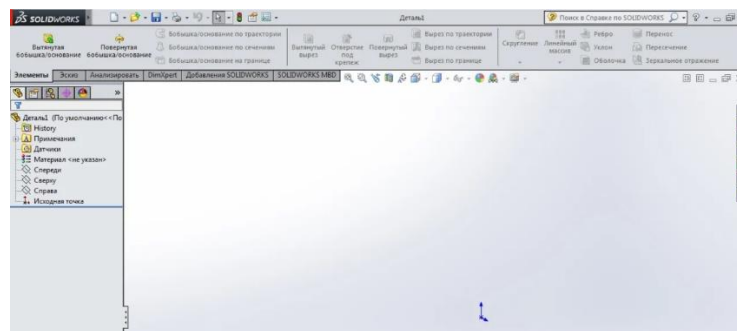 SOLIDWORKS
Деталь1
Поиск в Справке по SOLIDWORKS
Вытянутая бобышка/основание
Повернутая бобышка/основание
Бобышка/основание по траектории
Бобышка/основание по сечениям
Бобышка/основание на границе
Вытянутый вырез
Отверстие под крепеж
Повернутый вырез
Вырез по траектории
Вырез по сечениям
Вырез по границе
Скругление
Линейный массив
Ребро
Уклон
Оболочка
Перенос
Пересечение
Зеркальное отражение
Элементы
Эскиз
Анализировать
DimXpert
Добавления SOLIDWORKS
SOLIDWORKS MBD
Деталь1 (По умолчанию<<По
History
Примечания
Датчики
Материал <не указан>
Спереди
Сверху
Справа
Исходная точка